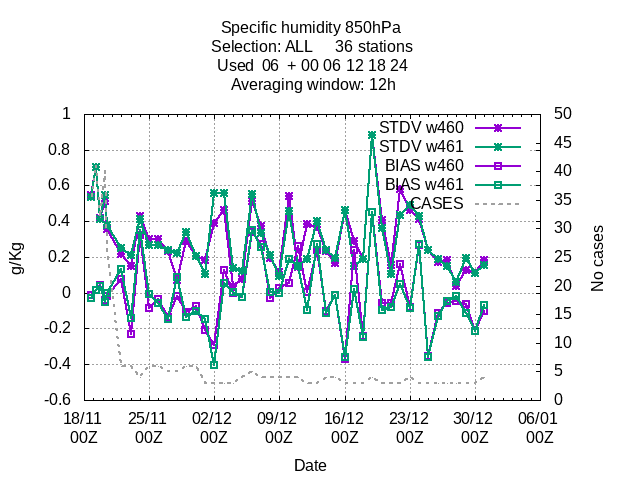 Specific humidity 850hPa
Selection: ALL     36 stations
Used  06  + 00 06 12 18 24
Averaging window: 12h
g/Kg
1
0.8
0.6
0.4
0.2
0
-0.2
-0.4
-0.6
STDV w460
STDV w461
BIAS w460
BIAS w461
CASES
50
45
40
35
30
25
20
15
10
5
0
No cases
18/11 25/11 02/12 09/12 16/12 23/12 30/12 06/01
00Z 00Z 00Z 00Z 00Z 00Z 00Z 00Z
Date